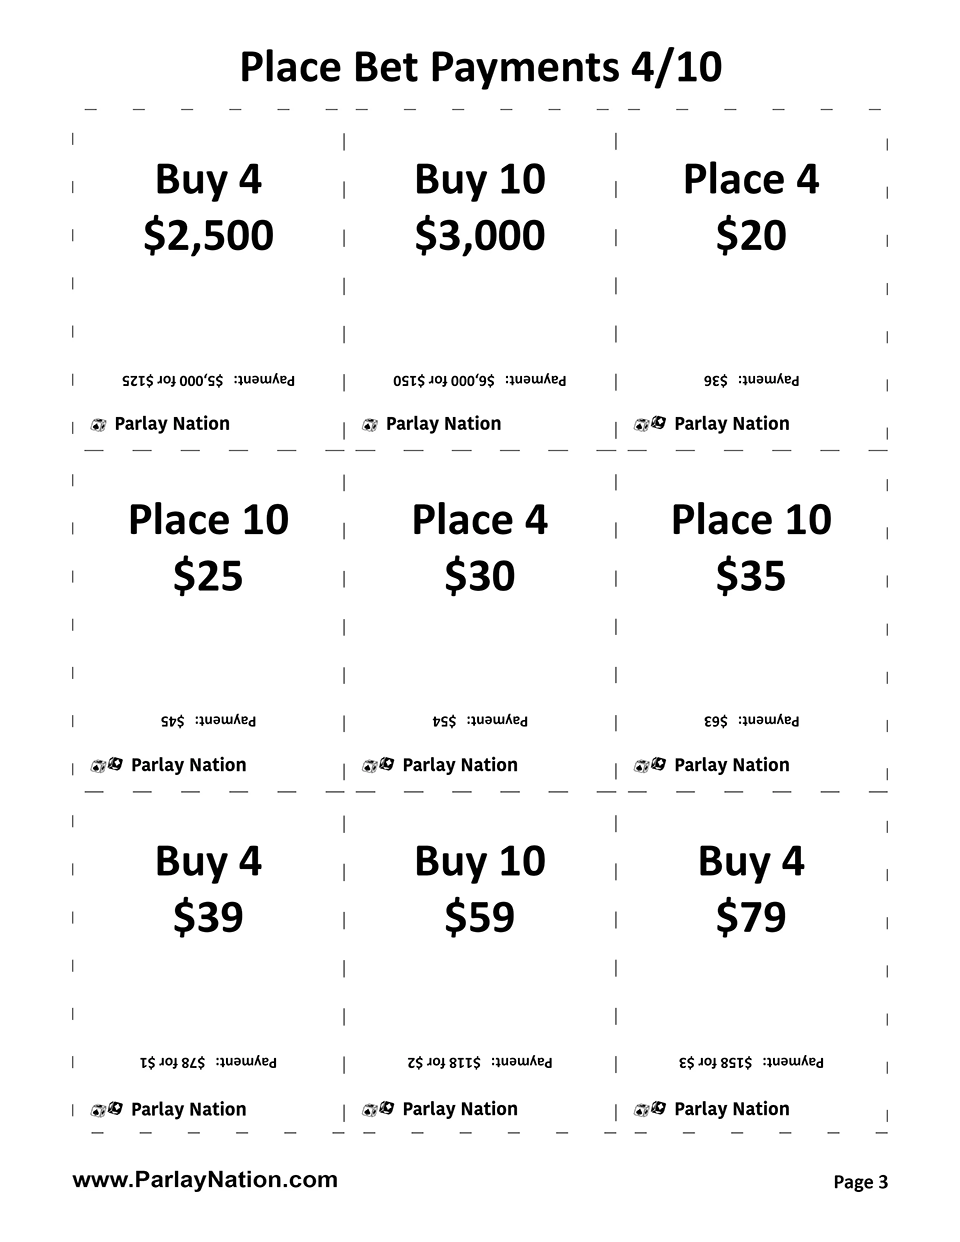 Place Bet Payments 4/10
Buy 4
$2,500
Payment: $5,000 for $125
Parlay Nation
Buy 10
$3,000
Payment: $6,000 for $150
Parlay Nation
Place 4
$20
Payment: $36
Parlay Nation
Place 10
$25
Payment: $45
Parlay Nation
Place 4
$30
Payment: $54
Parlay Nation
Place 10
$35
Payment: $63
Parlay Nation
Buy 4
$39
Payment: $78 for $1
Parlay Nation
Buy 10
$59
Payment: $118 for $2
Parlay Nation
Buy 4
$79
Payment: $158 for $3
Parlay Nation
www.ParlayNation.com
Page 3